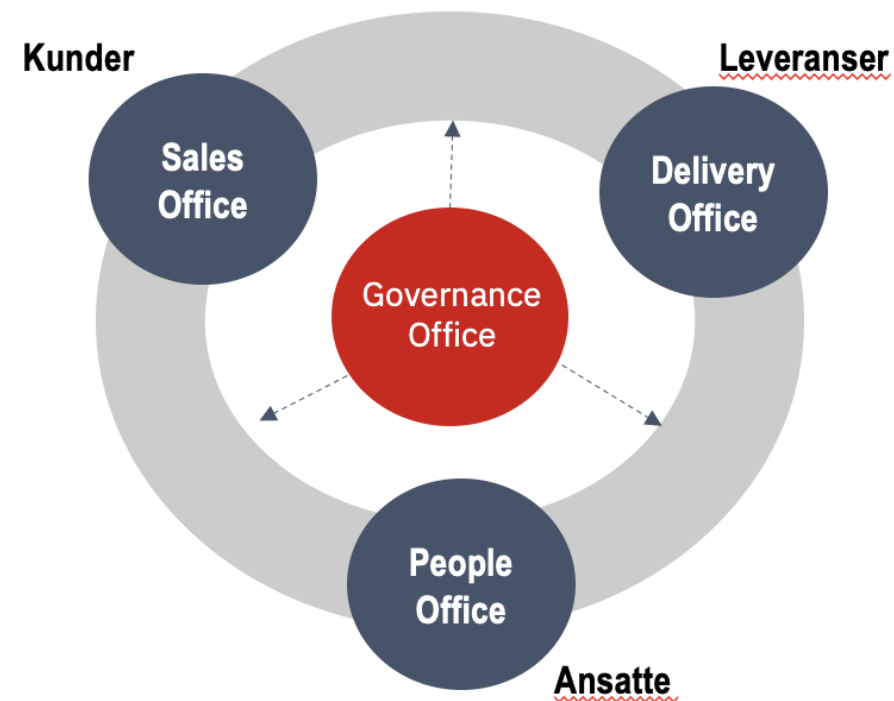 Kunder
Leveranser
Sales
Office
Delivery
Office
Governance
Office
People
Office
Ansatte